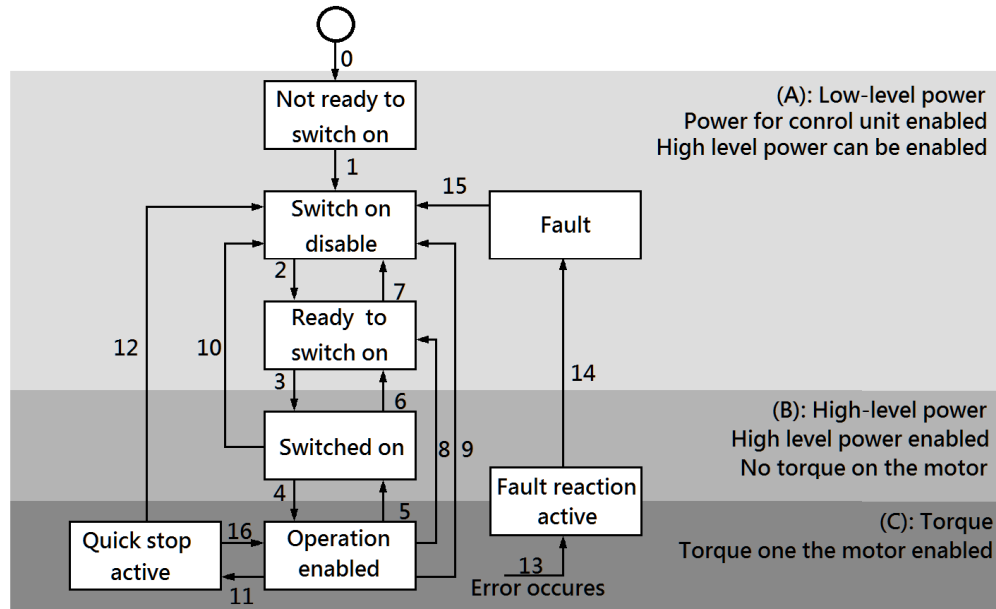 0
Not ready to
switch on
(A): Low-level power
Power for conrol unit enabled
High level power can be enabled
1
Switch on
disable
15
Fault
2
7
Ready to
switch on
12
10
14
3
6
(B): High-level power
High level power enabled
No torque on the motor
Switched on
8
9
4
5
Fault reaction
active
(C): Torque
Torque one the motor enabled
Quick stop
active
16
Operation
enabled
11
13
Error occures